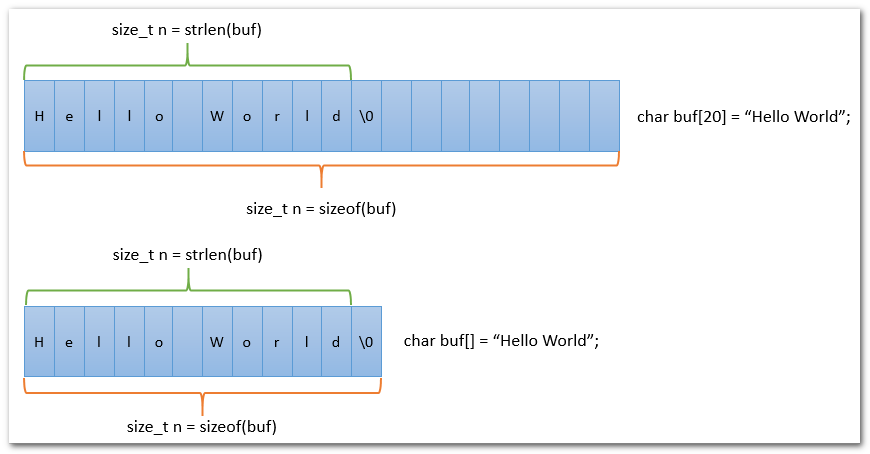 size_t n = strlen(buf)
H e l l o W o r l d \0
char buf[20] = “Hello World”;
size_t n = sizeof(buf)
size_t n = strlen(buf)
H e l l o W o r l d \0
char buf[] = “Hello World”;
size_t n = sizeof(buf)